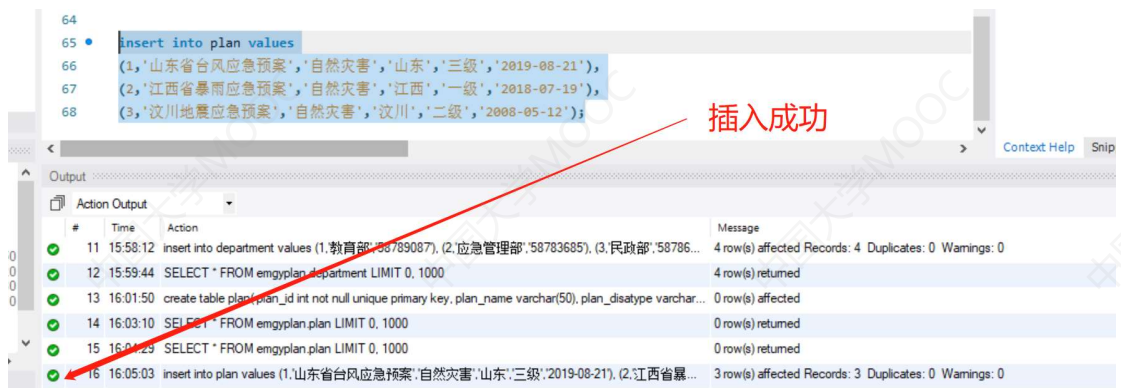 64
65 insert into plan values
66 (1,'山东省台风应急预案','自然灾害','山东','三级','2019-08-21'),
67 (2,'江西省暴雨应急预案','自然灾害','江西','一级','2018-07-19'),
68 (3,'汶川地震应急预案','自然灾害','汶川','二级','2008-05-12');
插入成功
Context Help Snip
Output
Action Output
# Time Action Message
11 15:58:12 insert into department values (1,'教育部','58789087'), (2,'应急管理部','58783685'), (3,'民政部','58786... 4 row(s) affected Records: 4 Duplicates: 0 Warnings: 0
12 15:59:44 SELECT * FROM emgyplan.department LIMIT 0, 1000 4 row(s) returned
13 16:01:50 create table plan( plan_id int not null unique primary key, plan_name varchar(50), plan_disatype varchar... 0 row(s) affected
14 16:03:10 SELECT * FROM emgyplan.plan LIMIT 0, 1000 0 row(s) returned
15 16:04:29 SELECT * FROM emgyplan.plan LIMIT 0, 1000 0 row(s) returned
16 16:05:03 insert into plan values (1,'山东省台风应急预案','自然灾害','山东','三级','2019-08-21'), (2,'江西省暴... 3 row(s) affected Records: 3 Duplicates: 0 Warnings: 0
中国大学MOOC